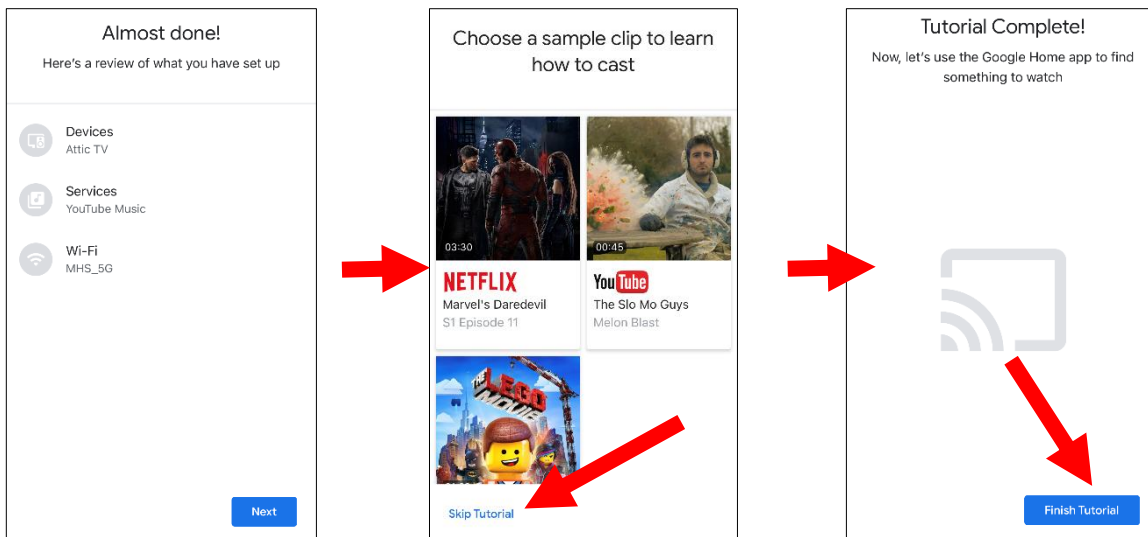 Almost done!
Here's a review of what you have set up
Devices
Attic TV
Services
YouTube Music
Wi-Fi
MHS_5G
Next
Choose a sample clip to learn
how to cast
03:30
NETFLIX
Marvel's Daredevil
S1 Episode 11
00:45
YouTube
The Slo Mo Guys
Melon Blast
THE LEGO
MOVIE
Skip Tutorial
Tutorial Complete!
Now, let's use the Google Home app to find
something to watch
Finish Tutorial